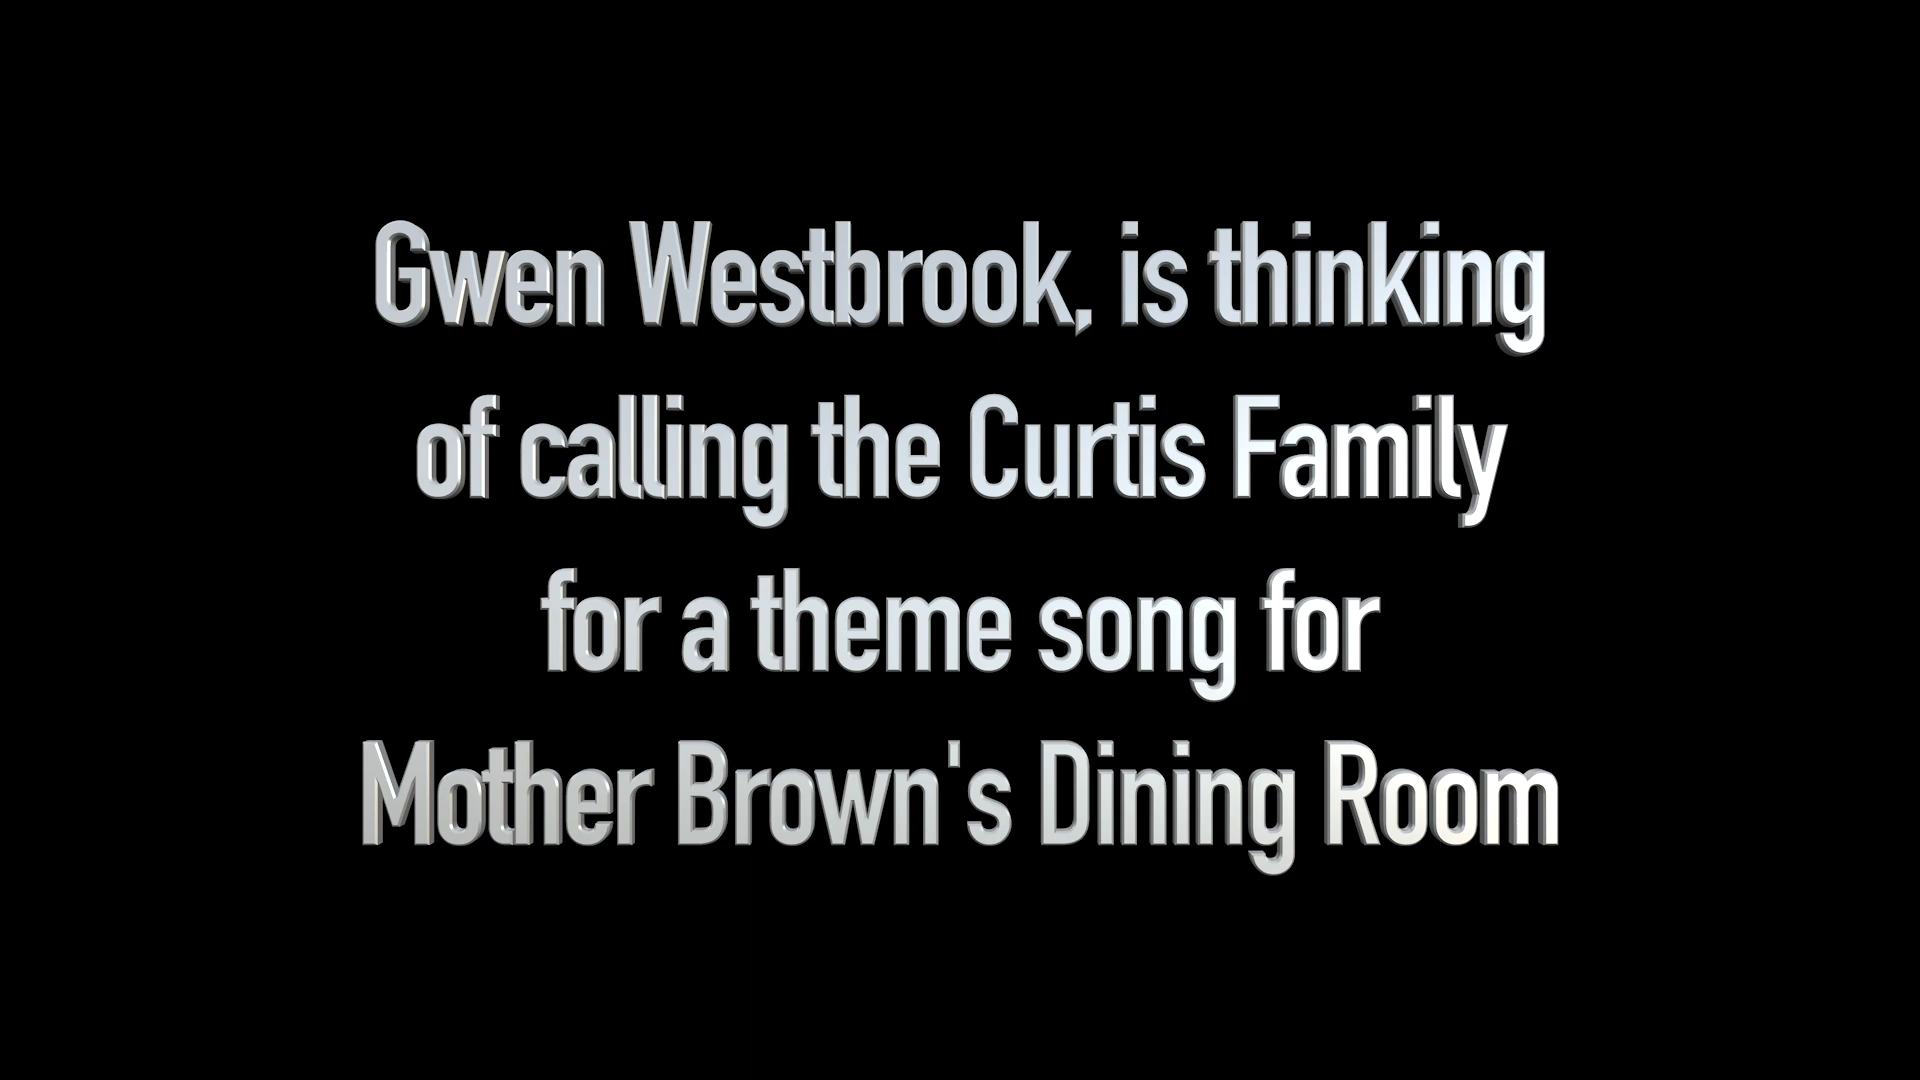 Gwen Westbrook, is thinking
of calling the Curtis Family
for a theme song for
Mother Brown's Dining Room